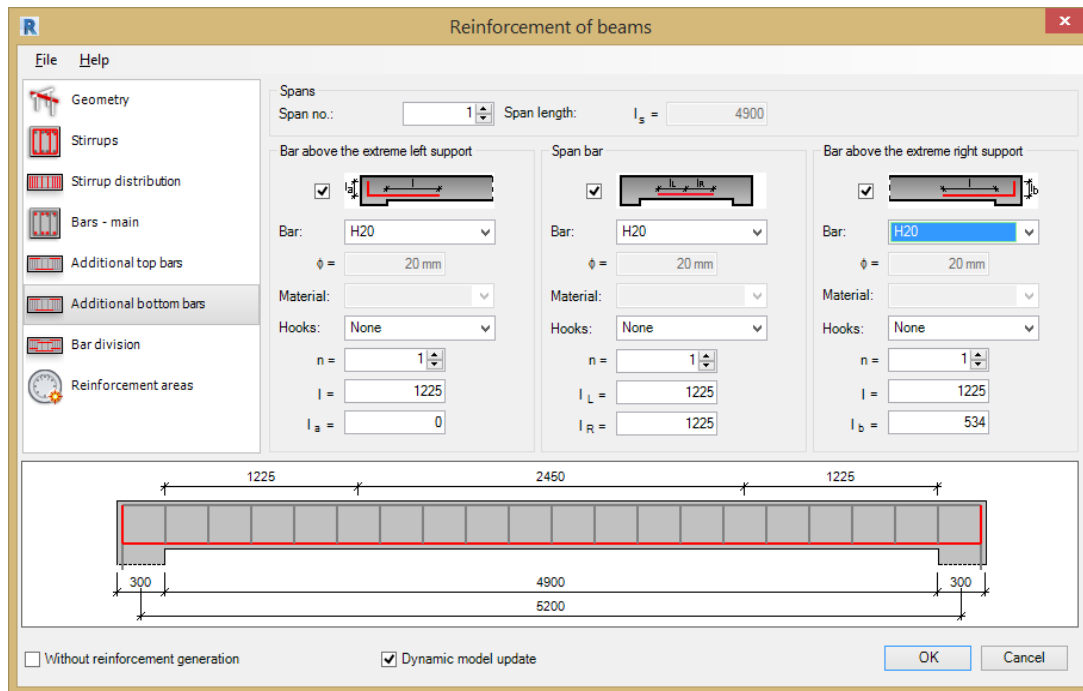 R
Reinforcement of beams
x
File Help
Geometry
Stirrups
Stirrup distribution
Bars - main
Additional top bars
Additional bottom bars
Bar division
Reinforcement areas
Spans
Span no.: 1 Span length: l s = 4900
Bar above the extreme left support
la l
Bar: H20
ϕ = 20 mm
Material:
Hooks: None
n = 1
l = 1225
l a = 0
Span bar
lL lR
Bar: H20
ϕ = 20 mm
Material:
Hooks: None
n = 1
l L = 1225
l R = 1225
Bar above the extreme right support
l lb
Bar: H20
ϕ = 20 mm
Material:
Hooks: None
n = 1
l = 1225
l b = 534
1225 2450 1225
300 4900 300
5200
Without reinforcement generation
Dynamic model update
OK Cancel